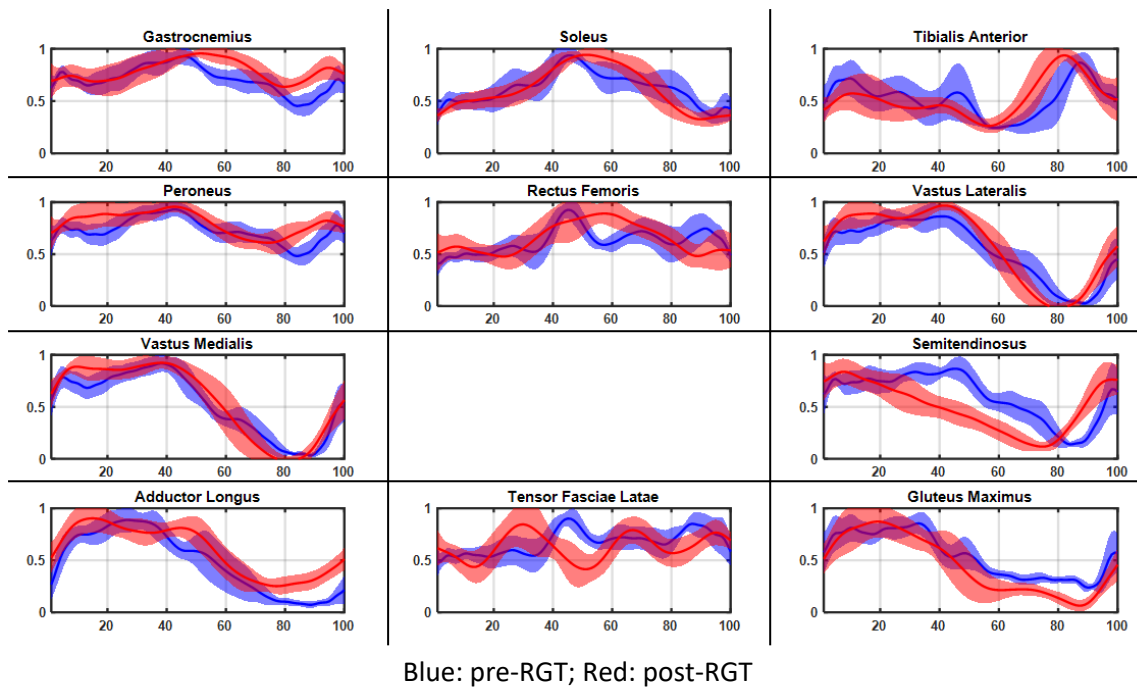 Gastrocnemius Soleus Tibialis Anterior
1 1 1
0.5 0.5 0.5
0 0 0
20 40 60 80 100 20 40 60 80 100 20 40 60 80 100
Peroneus Rectus Femoris Vastus Lateralis
1 1 1
0.5 0.5 0.5
0 0 0
20 40 60 80 100 20 40 60 80 100 20 40 60 80 100
Vastus Medialis Semitendinosus
1 1
0.5 0.5
0 0
20 40 60 80 100 20 40 60 80 100
Adductor Longus Tensor Fasciae Latae Gluteus Maximus
1 1 1
0.5 0.5 0.5
0 0 0
20 40 60 80 100 20 40 60 80 100 20 40 60 80 100
Blue: pre-RGT; Red: post-RGT